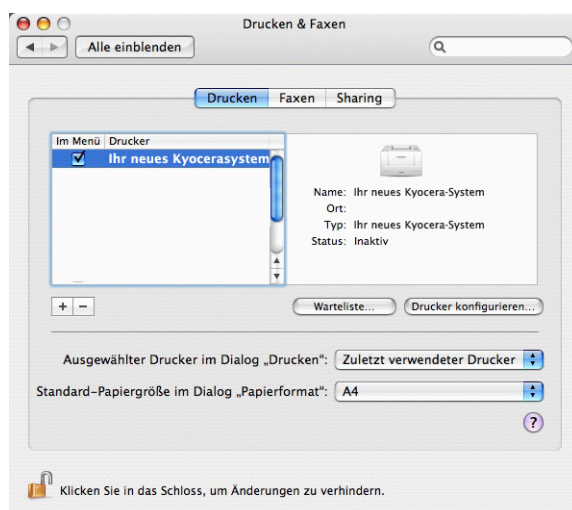 Drucken & Faxen
Alle einblenden
Drucken Faxen Sharing
Im Menü Drucker
Ihr neues Kyocerasystem
Name: Ihr neues Kyocera-System
Ort:
Typ: Ihr neues Kyocera-System
Status: Inaktiv
+ −
Warteliste... Drucker konfigurieren...
Ausgewählter Drucker im Dialog „Drucken“: Zuletzt verwendeter Drucker
Standard-Papiergröße im Dialog „Papierformat“: A4
?
Klicken Sie in das Schloss, um Änderungen zu verhindern.